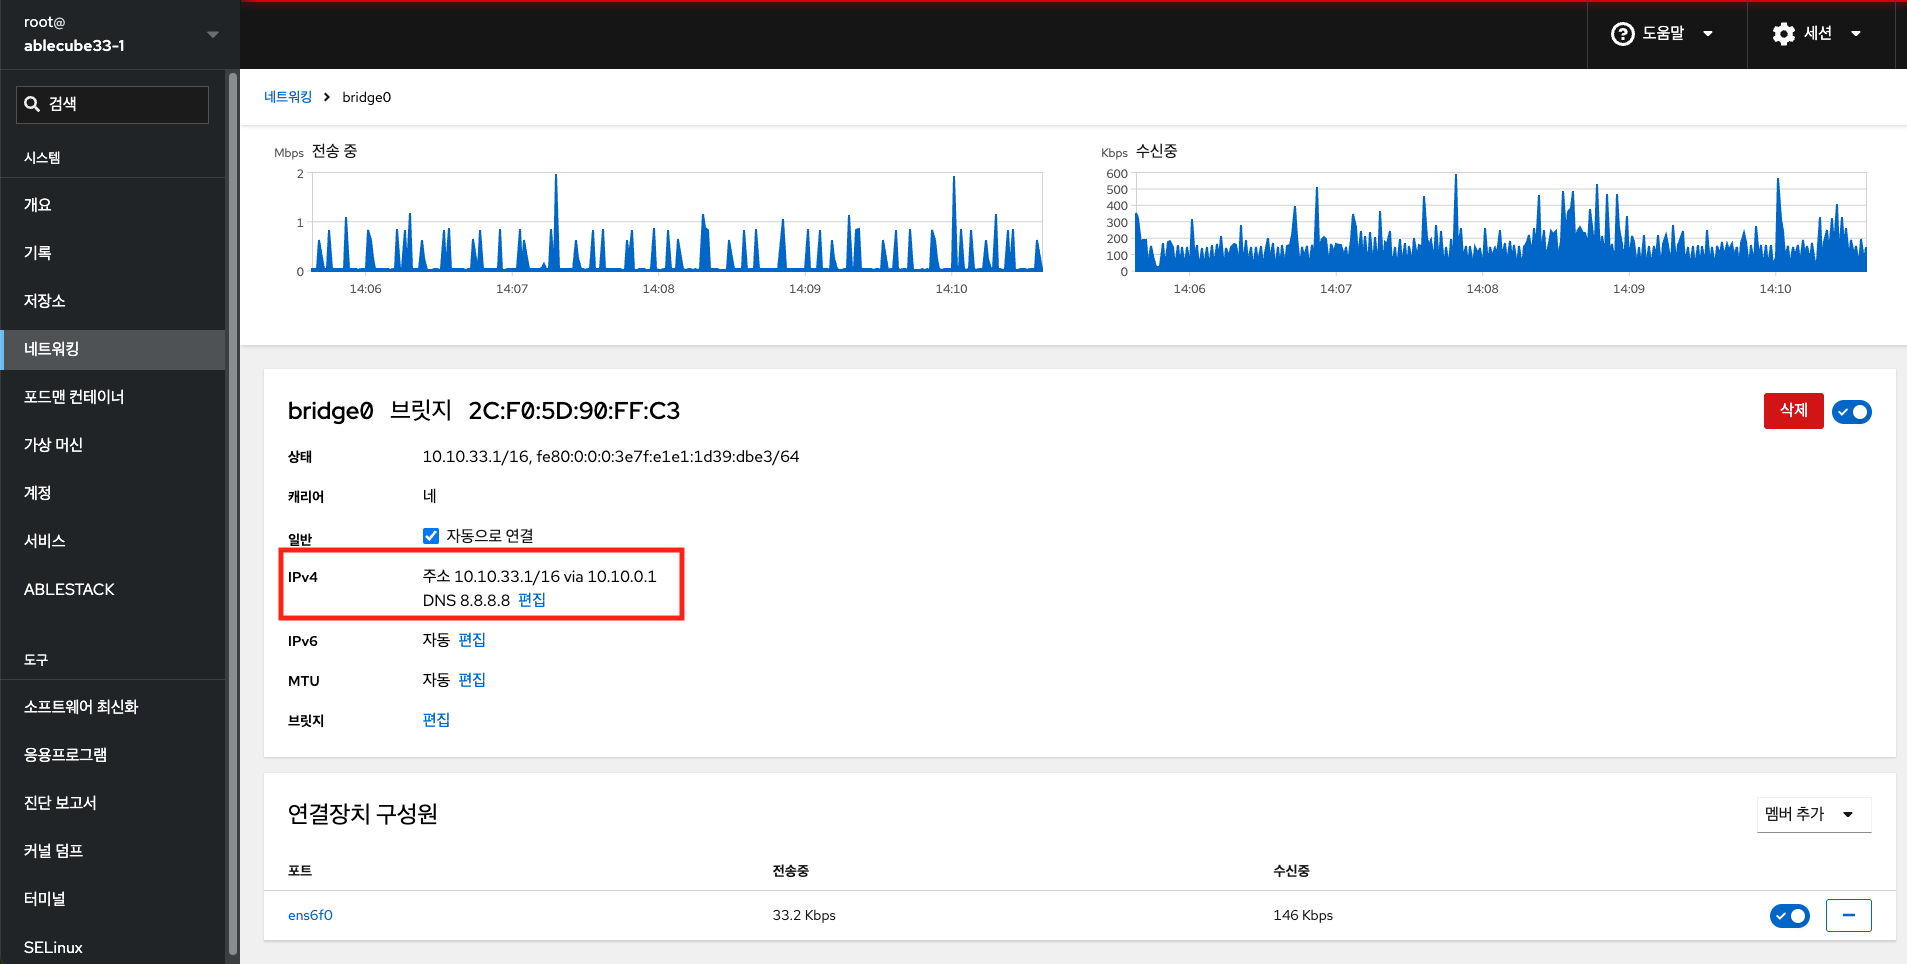 root@
ablecube33-1
도움말
세션
검색
시스템
개요
기록
저장소
네트워킹
포드맨 컨테이너
가상 머신
계정
서비스
ABLESTACK
도구
소프트웨어 최신화
응용프로그램
진단 보고서
커널 덤프
터미널
SELinux
네트워킹 bridge0
Mbps 전송 중
2
1
0
14:06 14:07 14:08 14:09 14:10
Kbps 수신중
600
500
400
300
200
100
0
14:06 14:07 14:08 14:09 14:10
bridge0 브릿지 2C:F0:5D:90:FF:C3
삭제
상태 10.10.33.1/16, fe80:0:0:0:3e7f:e1e1:1d39:dbe3/64
캐리어 네
일반 자동으로 연결
IPv4 주소 10.10.33.1/16 via 10.10.0.1
DNS 8.8.8.8 편집
IPv6 자동 편집
MTU 자동 편집
브릿지 편집
연결장치 구성원
멤버 추가
포트 전송중 수신중
ens6f0 33.2 Kbps 146 Kbps